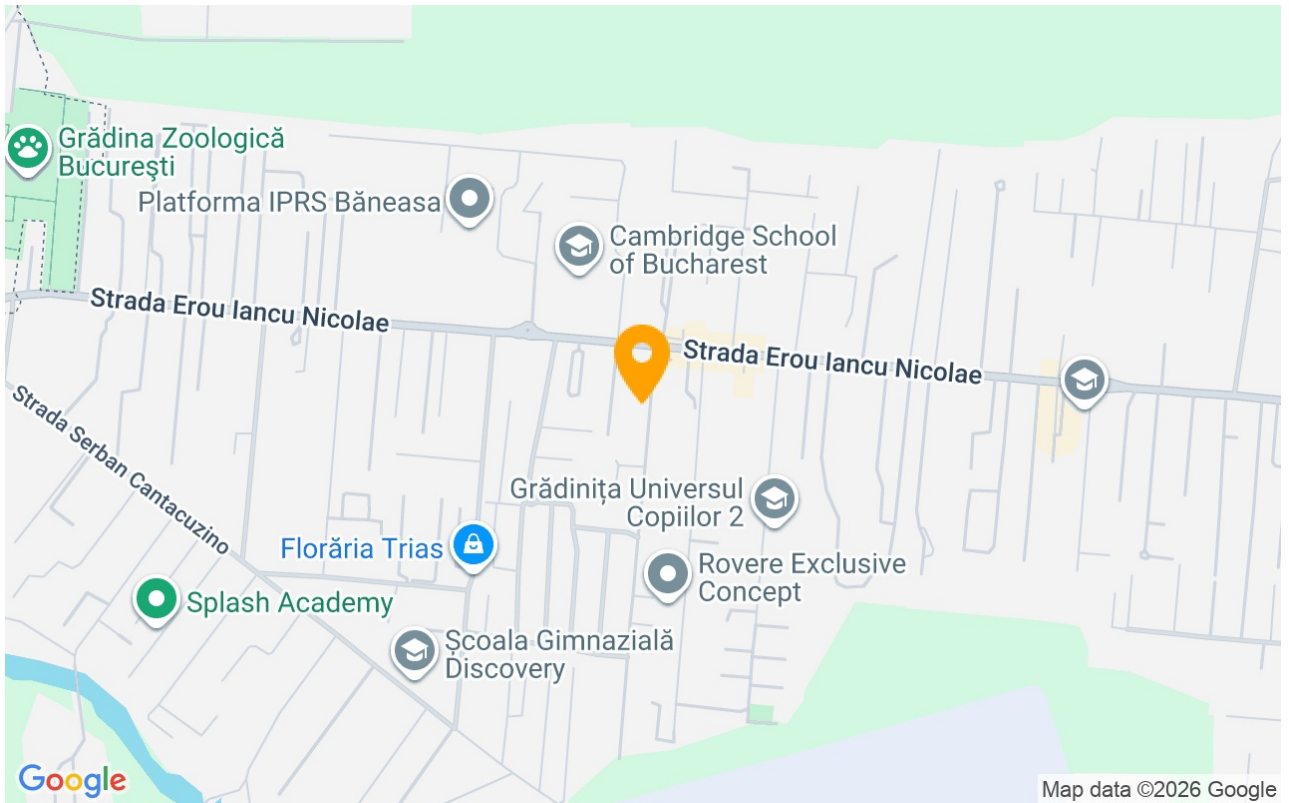 Grădina Zoologică
București
Platforma IPRS Băneasa
Cambridge School
of Bucharest
Strada Erou Iancu Nicolae
Strada Erou Iancu Nicolae
Strada Serban Cantacuzino
Grădinița Universul
Copiilor 2
Florăria Trias
Rovere Exclusive
Concept
Splash Academy
Școala Gimnazială
Discovery
Google
Map data ©2026 Google